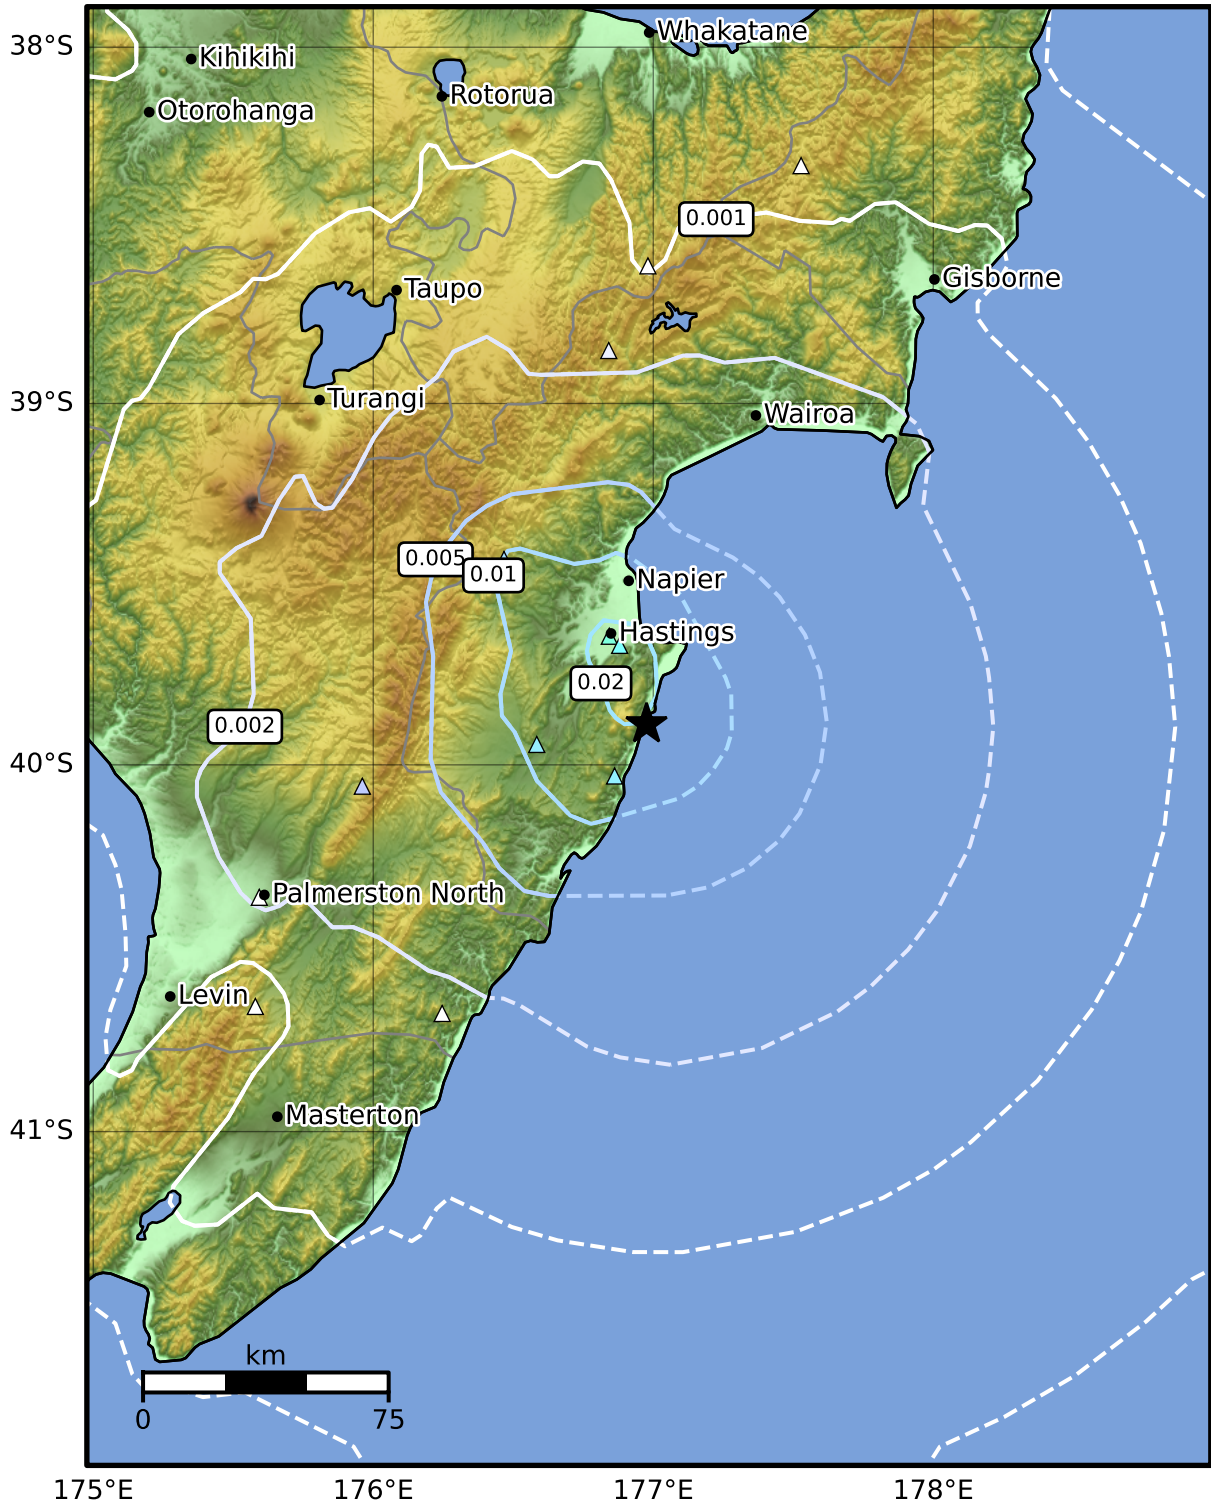 Whakatane
38°S
Kihikihi
Rotorua
Otorohanga
0.001
Gisborne
Taupo
39°S
Turangi
Wairoa
0.005
0.01
Napier
Hastings
0.02
0.002
40°S
Palmerston North
Levin
41°S
Masterton
km
0
75
175°E
176°E
177°E
178°E